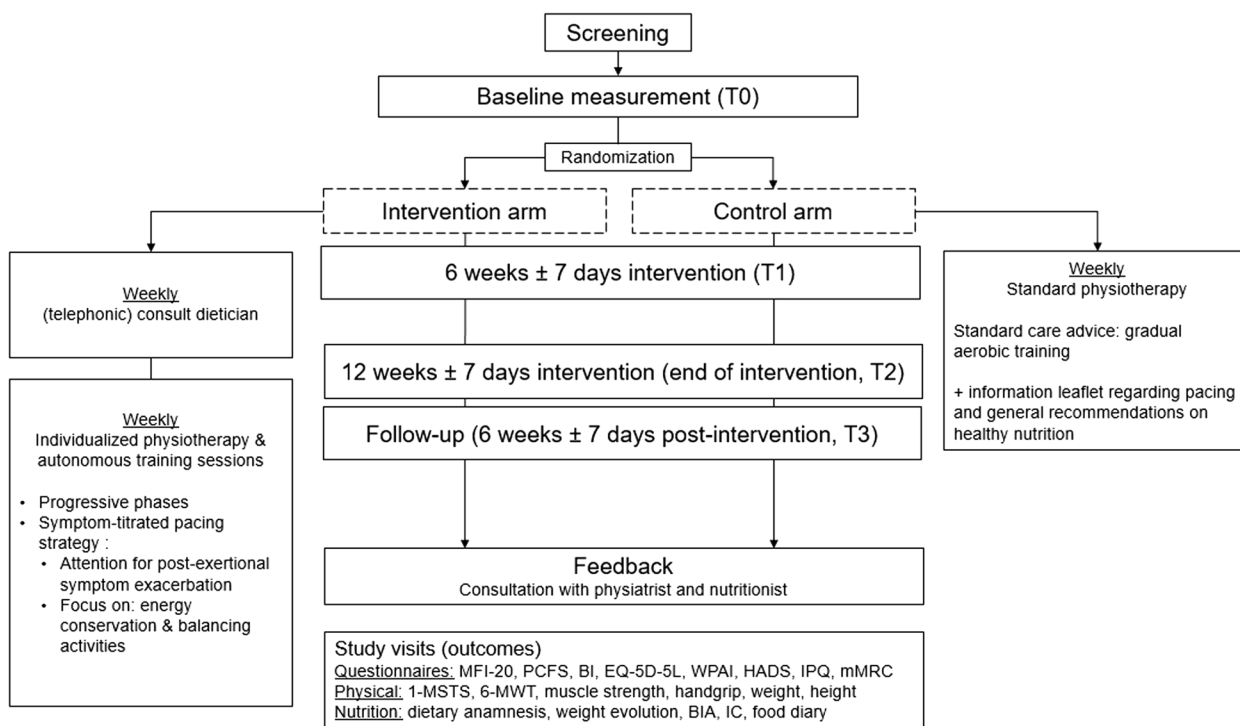 Screening
Baseline measurement (T0)
Randomization
Intervention arm
Control arm
6 weeks ± 7 days intervention (T1)
12 weeks ± 7 days intervention (end of intervention, T2)
Follow-up (6 weeks ± 7 days post-intervention, T3)
Feedback
Consultation with physiatrist and nutritionist
Weekly
(telephonic) consult dietician
Weekly
Individualized physiotherapy &
autonomous training sessions
• Progressive phases
• Symptom-titrated pacing
strategy :
• Attention for post-exertional
symptom exacerbation
• Focus on: energy
conservation & balancing
activities
Weekly
Standard physiotherapy
Standard care advice: gradual
aerobic training
+ information leaflet regarding pacing
and general recommendations on
healthy nutrition
Study visits (outcomes)
Questionnaires: MFI-20, PCFS, BI, EQ-5D-5L, WPAI, HADS, IPQ, mMRC
Physical: 1-MSTS, 6-MWT, muscle strength, handgrip, weight, height
Nutrition: dietary anamnesis, weight evolution, BIA, IC, food diary